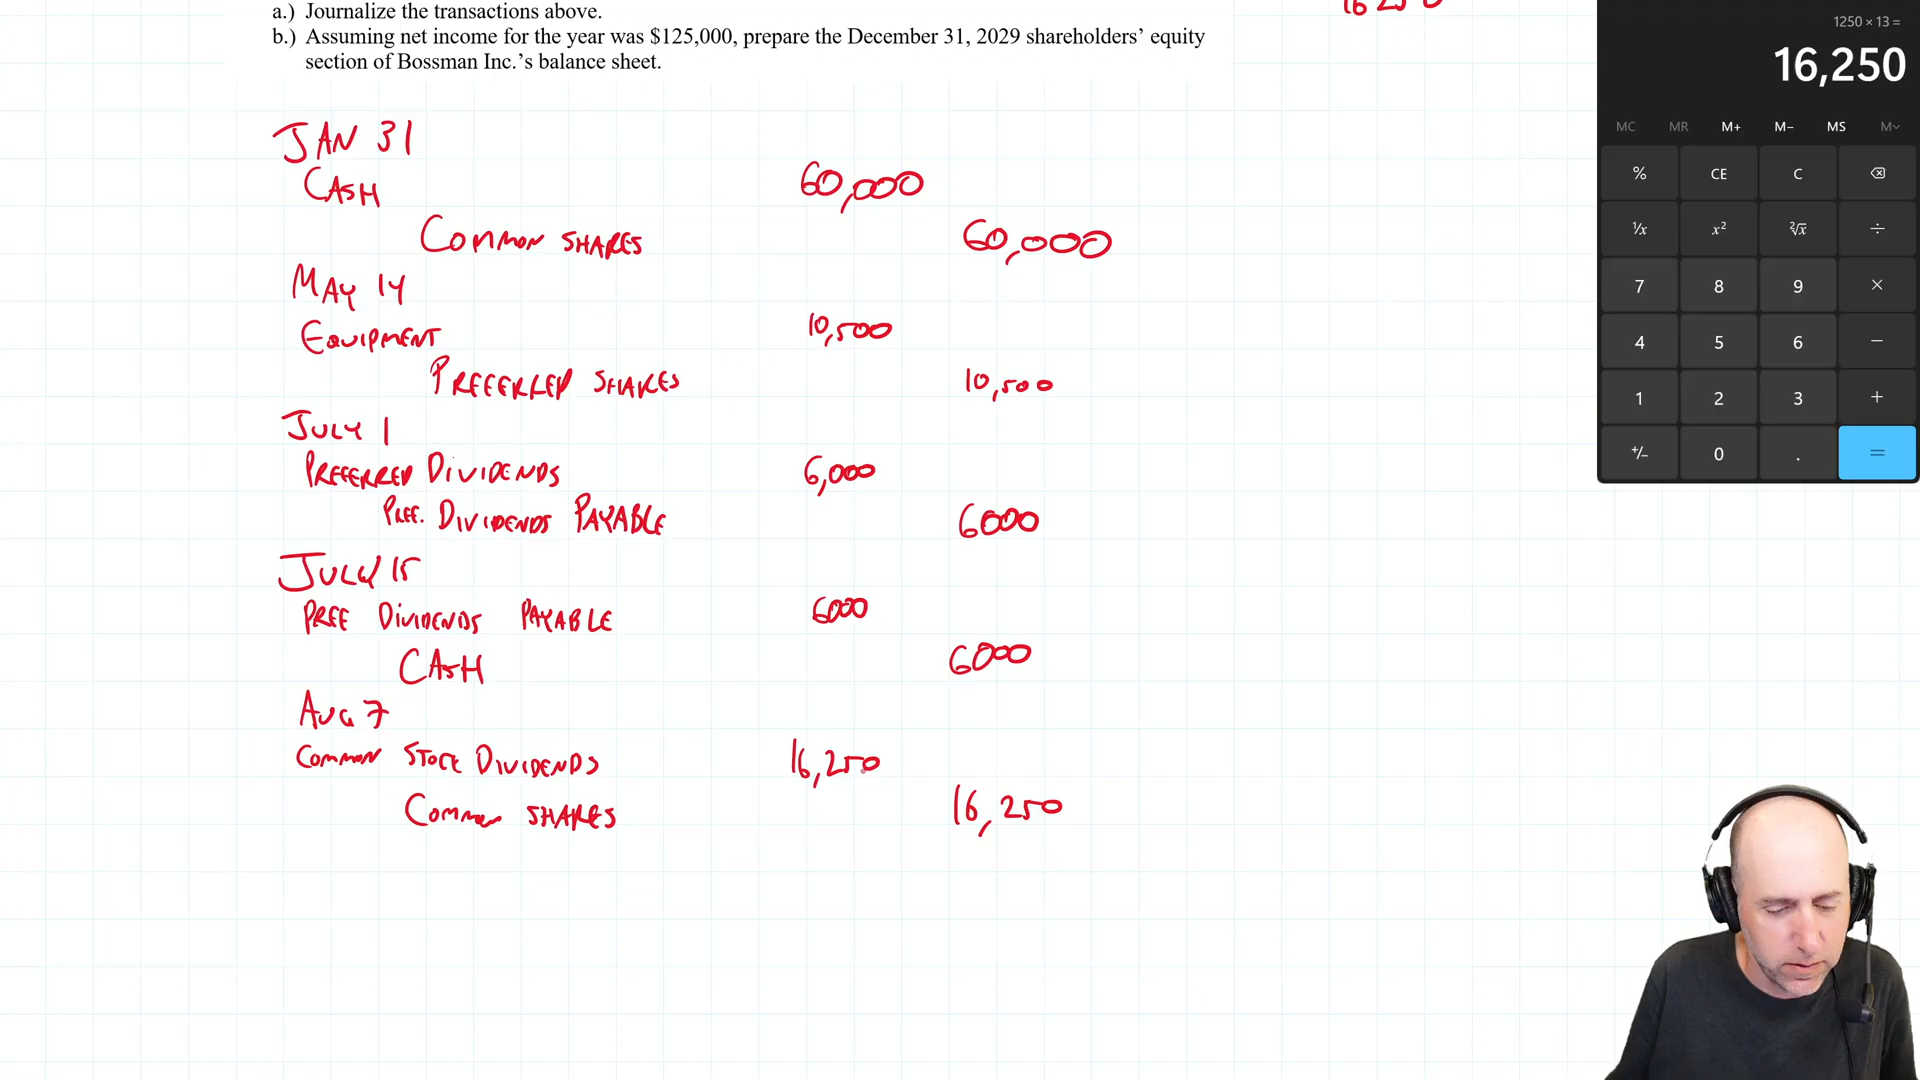 a.) Journalize the transactions above.
16250
b.) Assuming net income for the year was $125,000, prepare the December 31, 2029 shareholders’ equity
section of Bossman Inc.’s balance sheet.
1250 × 13 =
16,250
MC MR M+ M− MS M˅
% CE C ⌫
¹/x x² ²√x ÷
7 8 9 ×
4 5 6 −
1 2 3 +
+/− 0 . =
JAN 31
CASH 60,000
COMMON SHARES 60,000
MAY 14
EQUIPMENT 10,500
PREFERRED SHARES 10,500
JULY 1
PREFERRED DIVIDENDS 6,000
PREF. DIVIDENDS PAYABLE 6000
JULY 15
PREF DIVIDENDS PAYABLE 6000
CASH 6000
AUG 7
COMMON STOCK DIVIDENDS 16,250
COMMON SHARES 16,250